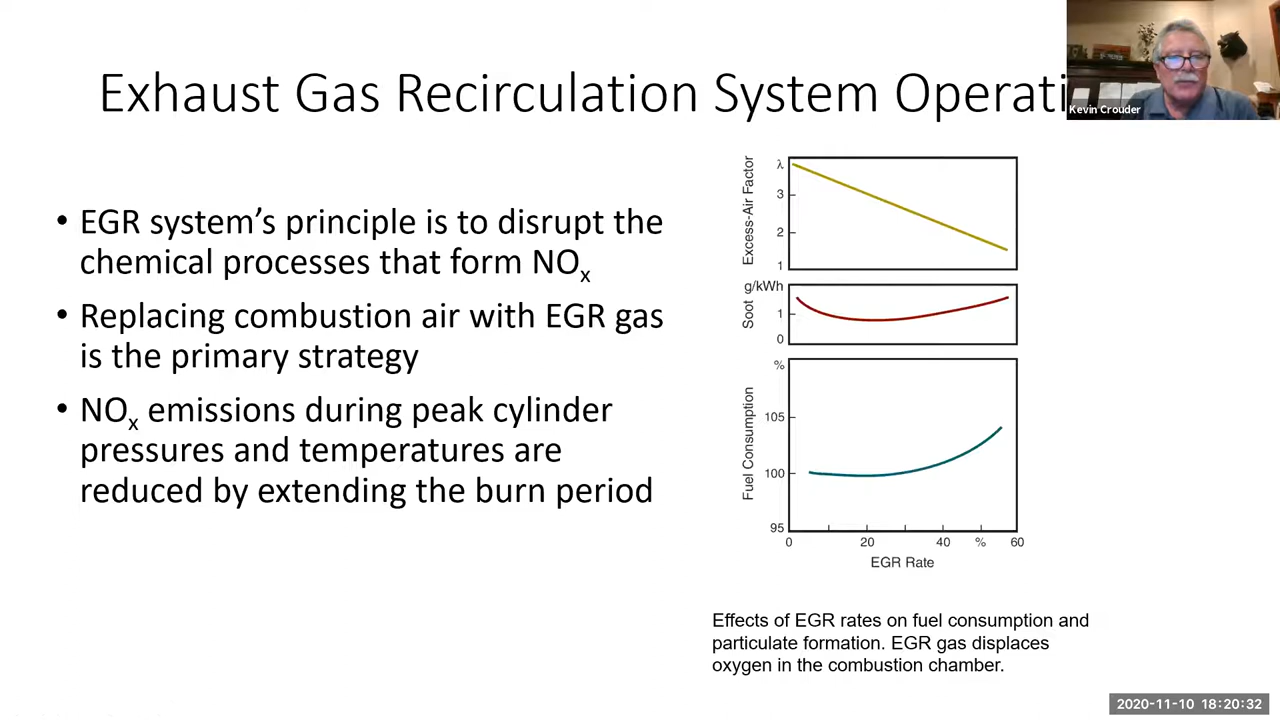 Exhaust Gas Recirculation System Operati
Kevin Crouder
• EGR system’s principle is to disrupt the
chemical processes that form NOx
• Replacing combustion air with EGR gas
is the primary strategy
• NOx emissions during peak cylinder
pressures and temperatures are
reduced by extending the burn period
Excess-Air Factor
λ
3
2
1
Soot
g/kWh
1
0
Fuel Consumption
%
105
100
95
0 20 40 % 60
EGR Rate
Effects of EGR rates on fuel consumption and
particulate formation. EGR gas displaces
oxygen in the combustion chamber.
2020-11-10 18:20:32